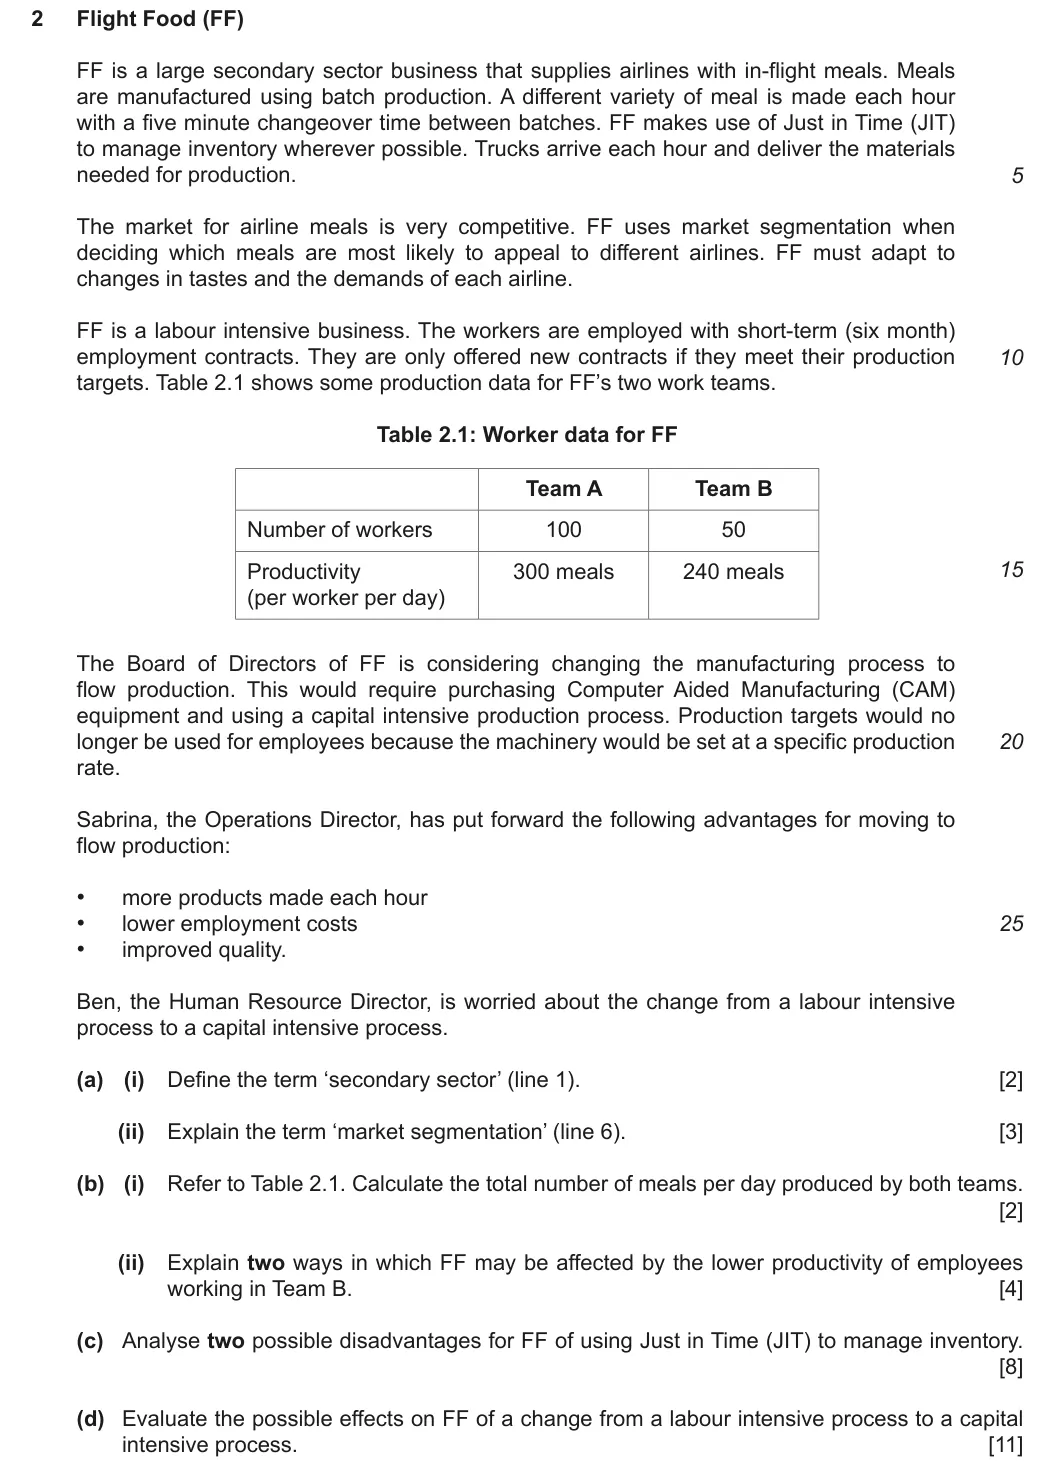 2 Flight Food (FF)
FF is a large secondary sector business that supplies airlines with in-flight meals. Meals
are manufactured using batch production. A different variety of meal is made each hour
with a five minute changeover time between batches. FF makes use of Just in Time (JIT)
to manage inventory wherever possible. Trucks arrive each hour and deliver the materials
needed for production. 5
The market for airline meals is very competitive. FF uses market segmentation when
deciding which meals are most likely to appeal to different airlines. FF must adapt to
changes in tastes and the demands of each airline.
FF is a labour intensive business. The workers are employed with short-term (six month)
employment contracts. They are only offered new contracts if they meet their production 10
targets. Table 2.1 shows some production data for FF's two work teams.
Table 2.1: Worker data for FF
Team A Team B
Number of workers 100 50
Productivity 300 meals 240 meals 15
(per worker per day)
The Board of Directors of FF is considering changing the manufacturing process to
flow production. This would require purchasing Computer Aided Manufacturing (CAM)
equipment and using a capital intensive production process. Production targets would no
longer be used for employees because the machinery would be set at a specific production 20
rate.
Sabrina, the Operations Director, has put forward the following advantages for moving to
flow production:
• more products made each hour
• lower employment costs 25
• improved quality.
Ben, the Human Resource Director, is worried about the change from a labour intensive
process to a capital intensive process.
(a) (i) Define the term ‘secondary sector’ (line 1). [2]
(ii) Explain the term ‘market segmentation’ (line 6). [3]
(b) (i) Refer to Table 2.1. Calculate the total number of meals per day produced by both teams.
[2]
(ii) Explain two ways in which FF may be affected by the lower productivity of employees
working in Team B. [4]
(c) Analyse two possible disadvantages for FF of using Just in Time (JIT) to manage inventory.
[8]
(d) Evaluate the possible effects on FF of a change from a labour intensive process to a capital
intensive process. [11]